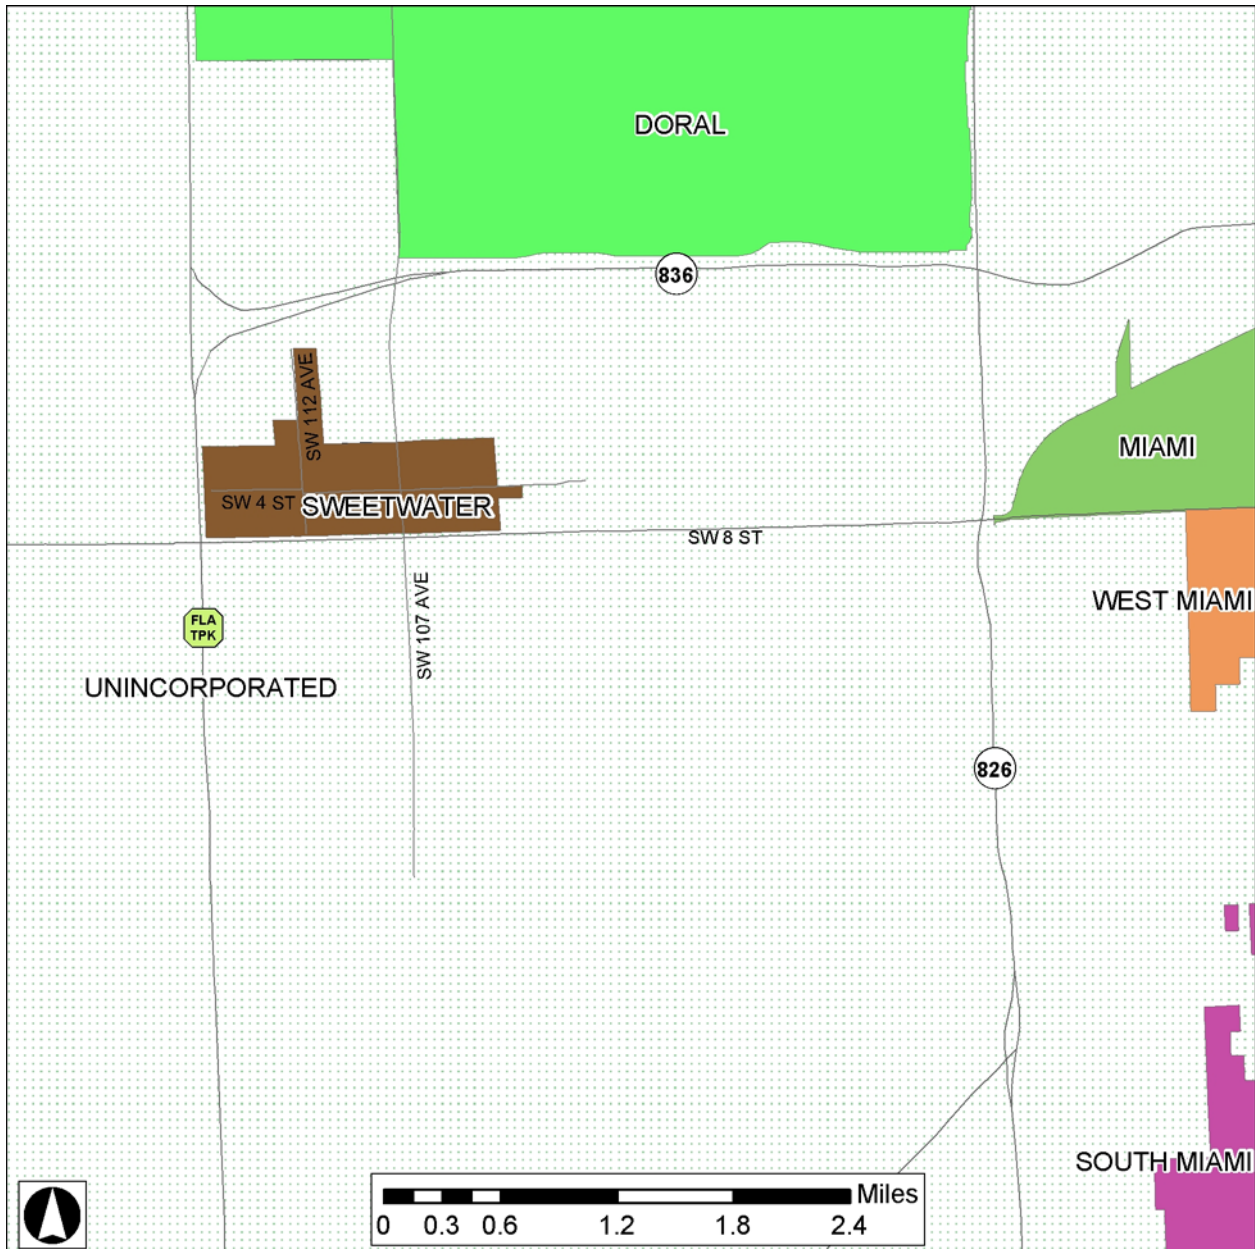 DORAL
836
SW 112 AVE
MIAMI
SW 4 ST
SWEETWATER
SW 8 ST
SW 107 AVE
WEST MIAMI
FLA
TPK
UNINCORPORATED
826
SOUTH MIAMI
Miles
0 0.3 0.6 1.2 1.8 2.4